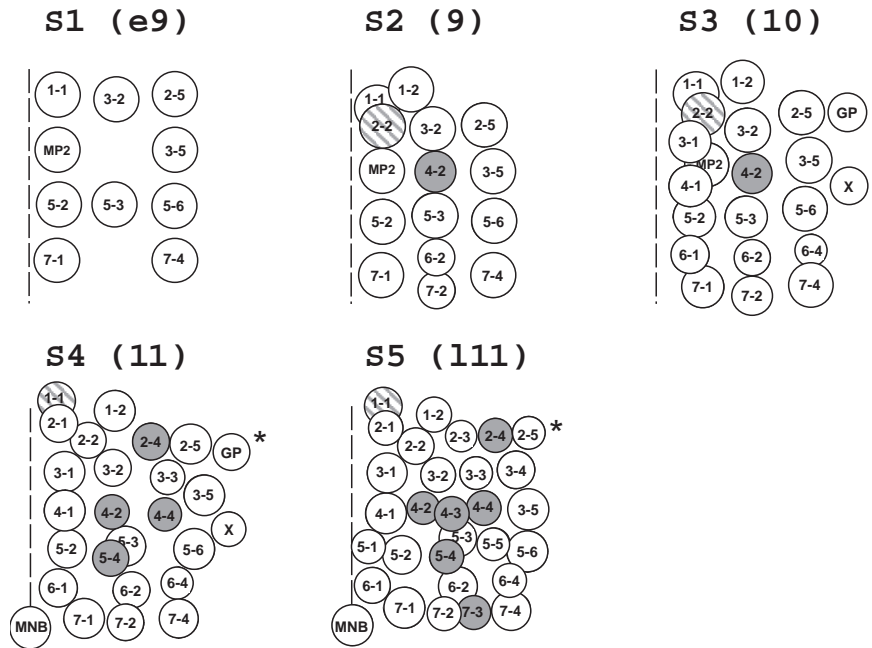 S1 (e9) S2 (9) S3 (10)
1-1 3-2 2-5
MP2 3-5
5-2 5-3 5-6
7-1 7-4
1-1 1-2
2-2 3-2 2-5
MP2 4-2 3-5
5-2 5-3 5-6
6-2
7-1 7-2 7-4
1-1 1-2
2-2 2-5 GP
3-1 3-2
MP2 4-2 3-5
4-1 X
5-2 5-3 5-6
6-1 6-2 6-4
7-1 7-2 7-4
S4 (11) S5 (l11)
1-1
2-1 1-2
2-2 2-4 2-5 GP *
3-1 3-2 3-3
3-5
4-1 4-2 4-4
X
5-2 5-3 5-6
5-4
6-1 6-2 6-4
MNB 7-1 7-2 7-4
1-1
2-1 1-2
2-2 2-3 2-4 2-5 *
3-1 3-2 3-3 3-4
4-1 4-2 4-3 4-4 3-5
5-1 5-2 5-3 5-5 5-6
5-4
6-1 6-2 6-4
MNB 7-1 7-2 7-3 7-4